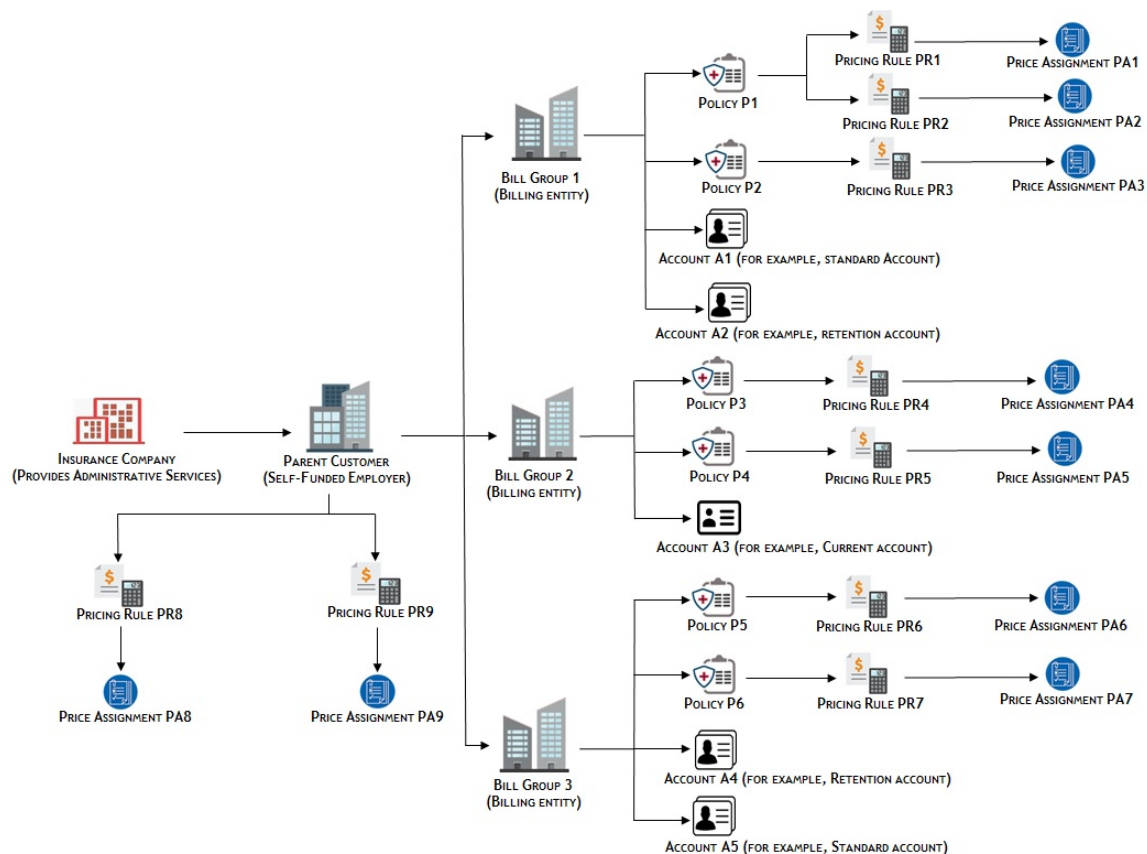 Pricing Rule PR1
Price Assignment PA1
Policy P1
Pricing Rule PR2
Price Assignment PA2
Bill Group 1
(Billing entity)
Policy P2
Pricing Rule PR3
Price Assignment PA3
Account A1 (for example, standard Account)
Account A2 (for example, retention account)
Policy P3
Pricing Rule PR4
Price Assignment PA4
Insurance Company
(Provides Administrative Services)
Parent Customer
(Self-Funded Employer)
Bill Group 2
(Billing entity)
Policy P4
Pricing Rule PR5
Price Assignment PA5
Account A3 (for example, Current account)
Pricing Rule PR8
Pricing Rule PR9
Policy P5
Pricing Rule PR6
Price Assignment PA6
Price Assignment PA8
Price Assignment PA9
Policy P6
Pricing Rule PR7
Price Assignment PA7
Bill Group 3
(Billing entity)
Account A4 (for example, Retention account)
Account A5 (for example, Standard account)